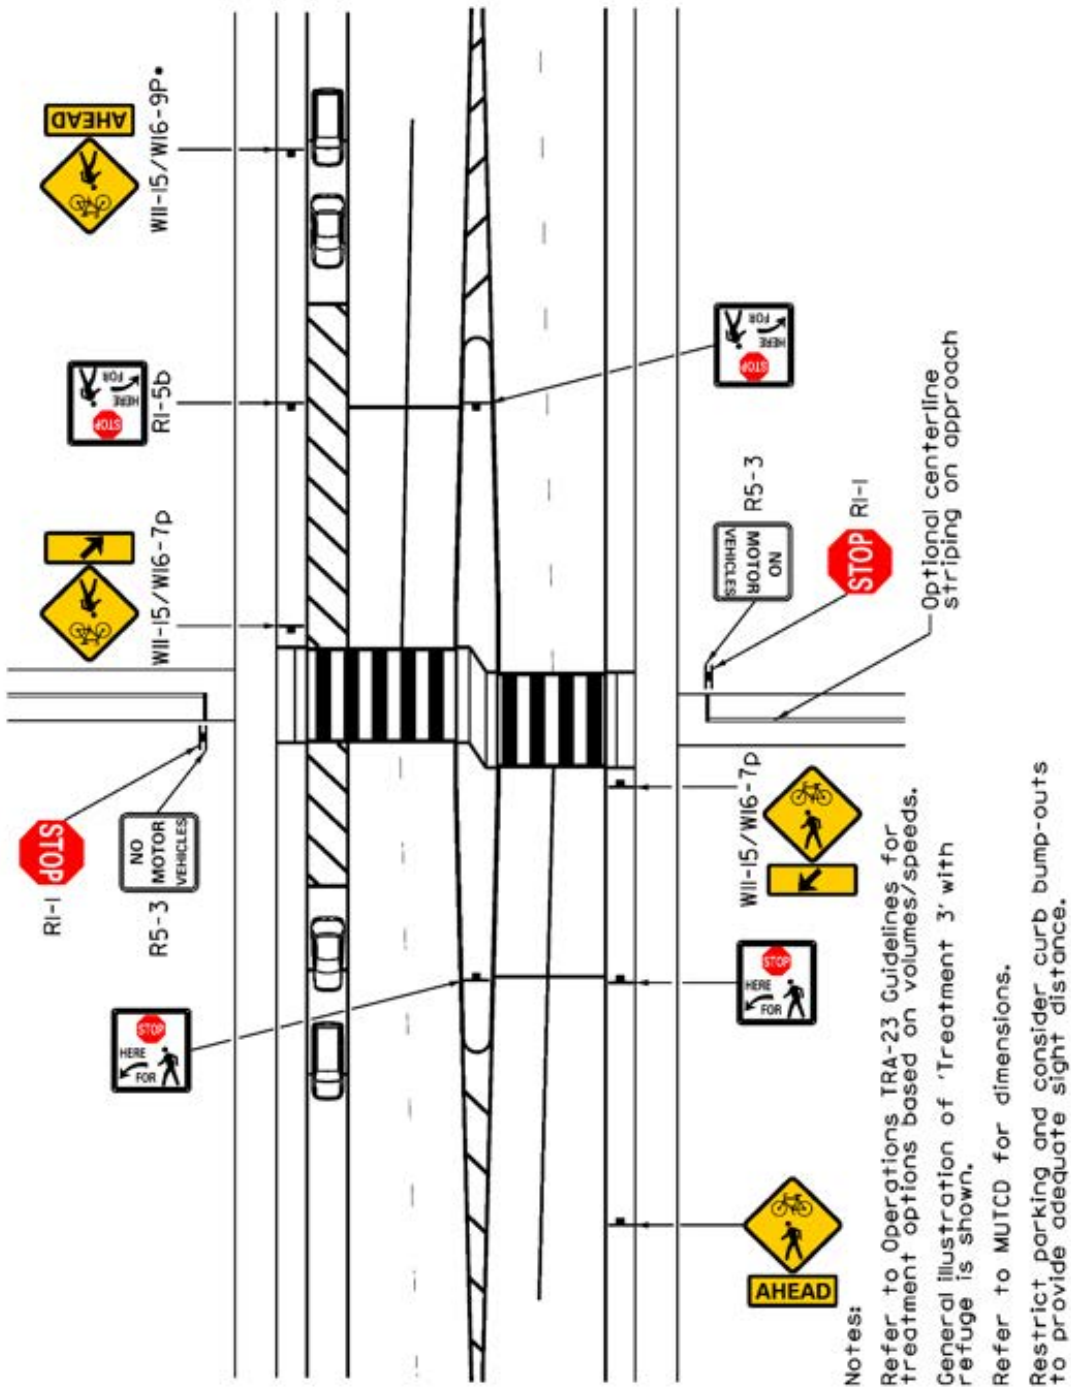 STOP
R1-1
NO
MOTOR
VEHICLES
R5-3
STOP
HERE
FOR
W11-15/W16-7p
STOP
HERE
FOR
R1-5b
AHEAD
W11-15/W16-9P•
AHEAD
STOP
HERE
FOR
W11-15/W16-7p
NO
MOTOR
VEHICLES
R5-3
STOP
R1-1
STOP
HERE
FOR
Optional centerline
striping on approach
Notes:
Refer to Operations TRA-23 Guidelines for
treatment options based on volumes/speeds.
General illustration of 'Treatment 3' with
refuge is shown.
Refer to MUTCD for dimensions.
Restrict parking and consider curb bump-outs
to provide adequate sight distance.